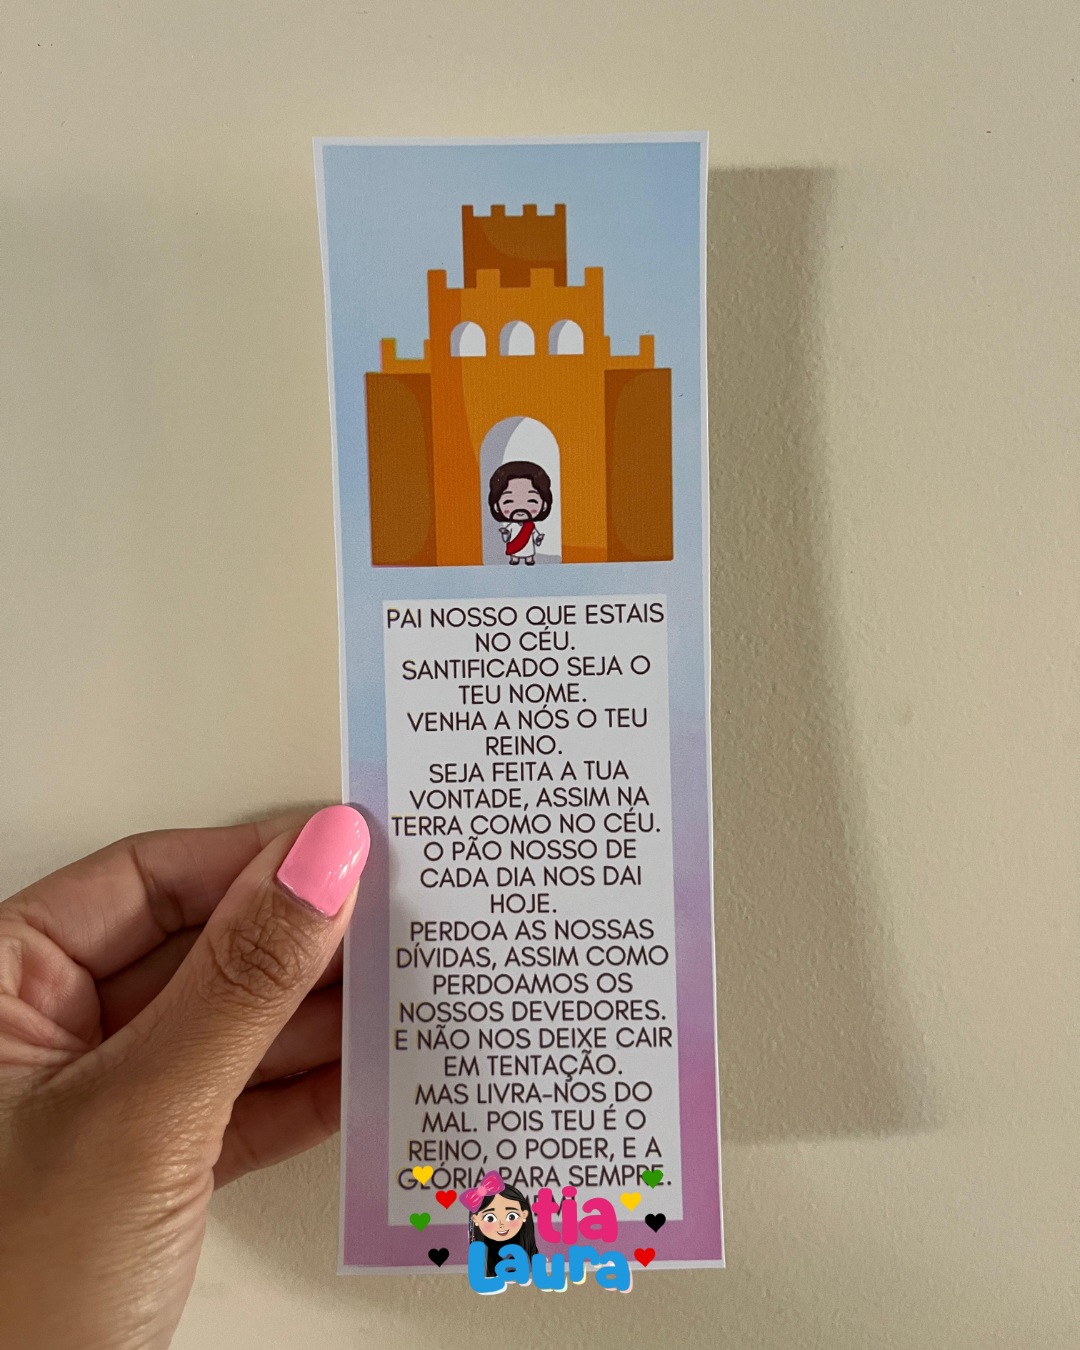 PAI NOSSO QUE ESTAIS
NO CÉU.
SANTIFICADO SEJA O
TEU NOME.
VENHA A NÓS O TEU
REINO.
SEJA FEITA A TUA
VONTADE, ASSIM NA
TERRA COMO NO CÉU.
O PÃO NOSSO DE
CADA DIA NOS DAI
HOJE.
PERDOA AS NOSSAS
DÍVIDAS, ASSIM COMO
PERDOAMOS OS
NOSSOS DEVEDORES.
E NÃO NOS DEIXE CAIR
EM TENTAÇÃO.
MAS LIVRA-NOS DO
MAL. POIS TEU É O
REINO, O PODER, E A
GLÓRIA PARA SEMPRE.
tia
Laura